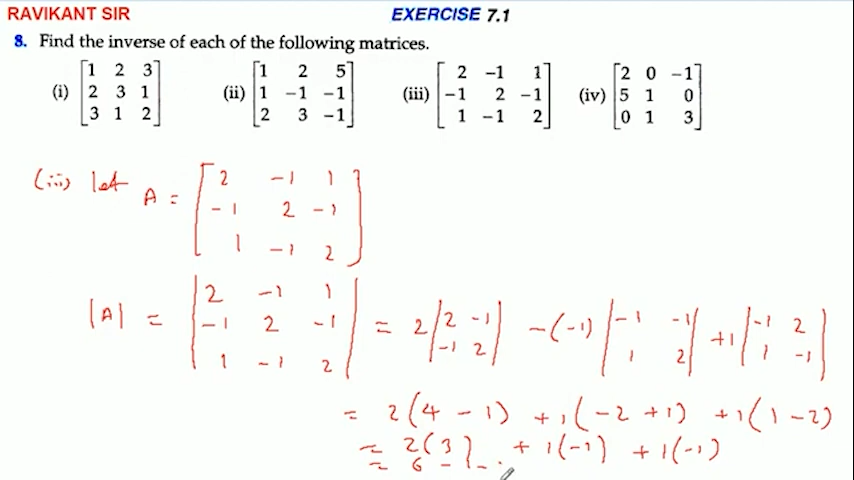 RAVIKANT SIR EXERCISE 7.1
8. Find the inverse of each of the following matrices.
(i) [1 2 3 (ii) [1 2 5 (iii) [2 -1 1 (iv) [2 0 -1
2 3 1 1 -1 -1 -1 2 -1 5 1 0
3 1 2] 2 3 -1] 1 -1 2] 0 1 3]
(iii) let A = [2 -1 1
-1 2 -1
1 -1 2]
|A| = |2 -1 1
-1 2 -1
1 -1 2| = 2|2 -1
-1 2| -(-1)|-1 -1
1 2| +1|-1 2
1 -1|
= 2(4 - 1) + 1(-2 + 1) + 1(1 - 2)
= 2(3) + 1(-1) + 1(-1)
= 6 - 1 -